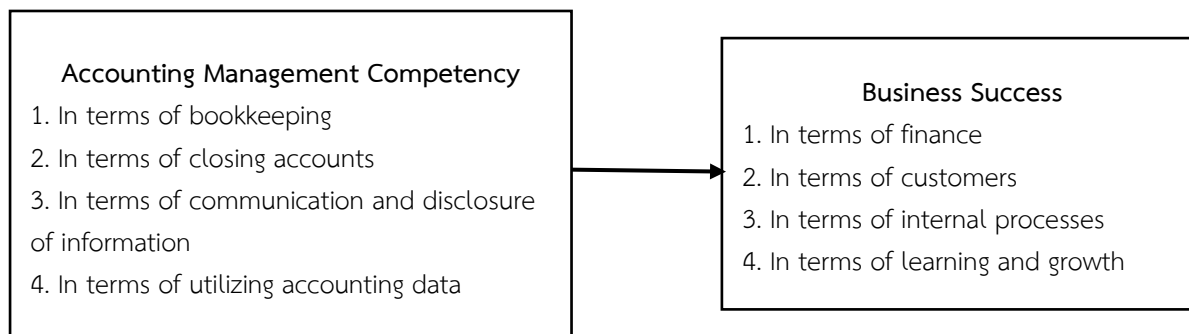 Accounting Management Competency
1. In terms of bookkeeping
2. In terms of closing accounts
3. In terms of communication and disclosure
of information
4. In terms of utilizing accounting data
Business Success
1. In terms of finance
2. In terms of customers
3. In terms of internal processes
4. In terms of learning and growth